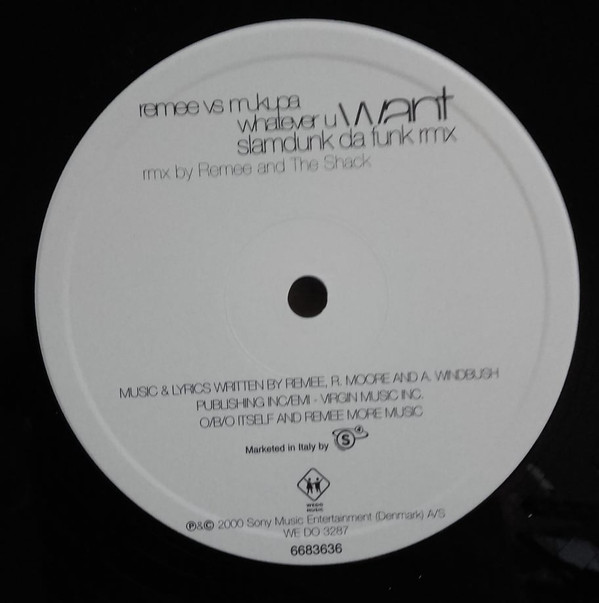 remee vs mukupa
whatever u want
slamdunk da funk rmx
rmx by Remee and The Shack
MUSIC & LYRICS WRITTEN BY REMEE, R. MOORE AND A. WINDBUSH
PUBLISHING INC/EMI - VIRGIN MUSIC INC.
O/B/O ITSELF AND REMEE MORE MUSIC
Marketed in Italy by S
WEDO
MUSIC
℗&© 2000 Sony Music Entertainment (Denmark) A/S
WE DO 3287
6683636